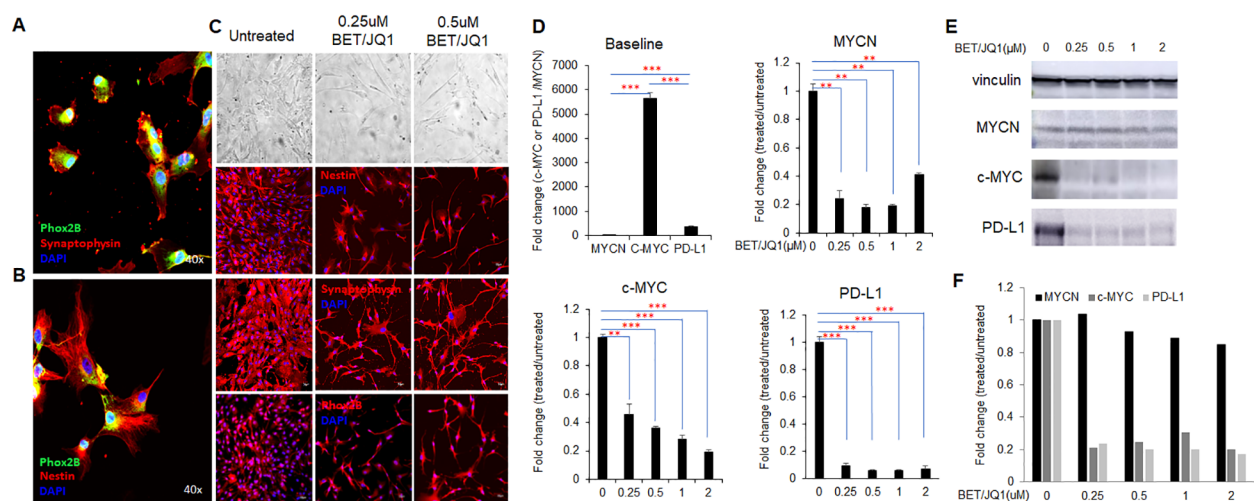 A
Phox2B
Synaptophysin
DAPI
40x
B
Phox2B
Nestin
DAPI
40x
C
Untreated
0.25uM
BET/JQ1
0.5uM
BET/JQ1
Nestin
DAPI
Synaptophysin
DAPI
Phox2B
DAPI
D
Baseline
Fold change (c-MYC or PD-L1 /MYCN)
7000
6000
5000
4000
3000
2000
1000
0
***
***
***
MYCN C-MYC PD-L1
MYCN
Fold change (treated/untreated)
1.2
1
0.8
0.6
0.4
0.2
0
**
**
**
**
BET/JQ1(μM) 0 0.25 0.5 1 2
c-MYC
Fold change (treated/untreated)
1.2
1
0.8
0.6
0.4
0.2
0
***
***
***
**
0 0.25 0.5 1 2
PD-L1
Fold change (treated/untreated
1.2
1
0.8
0.6
0.4
0.2
0
***
***
***
***
0 0.25 0.5 1 2
E
BET/JQ1(μM) 0 0.25 0.5 1 2
vinculin
MYCN
c-MYC
PD-L1
F
MYCN c-MYC PD-L1
Fold change (treated/untreated
1.2
1
0.8
0.6
0.4
0.2
0
BET/JQ1(uM) 0 0.25 0.5 1 2